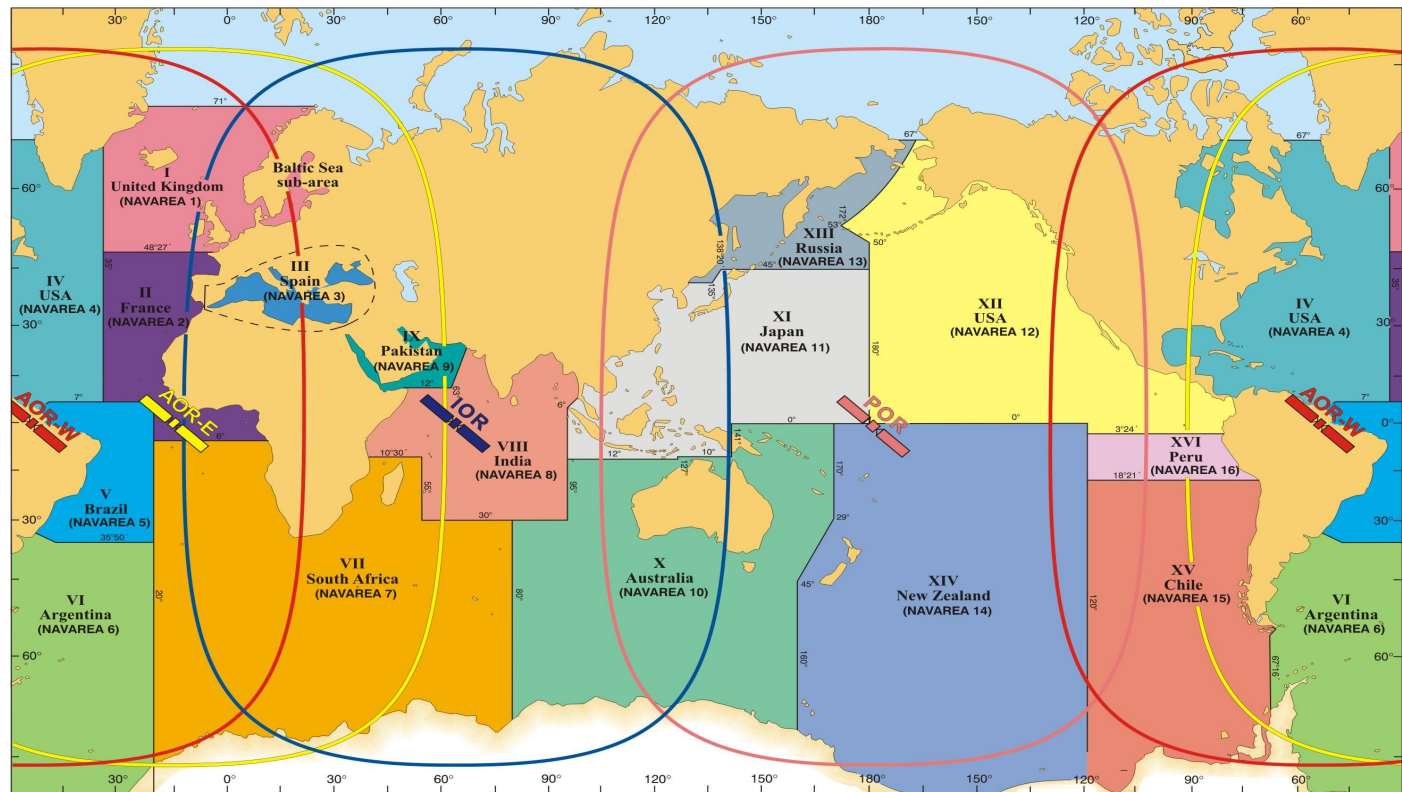 30° 0° 30° 60° 90° 120° 150° 180° 150° 120° 90° 60°
71°
67°
67°
I
United Kingdom
(NAVAREA 1)
Baltic Sea
sub-area
60°
60°
48°27´
35°
172°
53°
50°
XIII
Russia
(NAVAREA 13)
45°
138°20´
135°
III
Spain
(NAVAREA 3)
IV
USA
(NAVAREA 4)
II
France
(NAVAREA 2)
XI
Japan
(NAVAREA 11)
XII
USA
(NAVAREA 12)
IV
USA
(NAVAREA 4)
35°
30°
30°
180°
IX
Pakistan
(NAVAREA 9)
12°
63°
7°
7°
AOR-W
AOR-E
IOR
POR
AOR-W
6°
6°
0°
0°
0°
0°
3°24´
VIII
India
(NAVAREA 8)
10°30´
12°
127°
10°
141°
XVI
Peru
(NAVAREA 16)
18°21´
55°
95°
170°
V
Brazil
(NAVAREA 5)
30°
30°
30°
29°
35°50´
VII
South Africa
(NAVAREA 7)
X
Australia
(NAVAREA 10)
45°
XIV
New Zealand
(NAVAREA 14)
XV
Chile
(NAVAREA 15)
VI
Argentina
(NAVAREA 6)
VI
Argentina
(NAVAREA 6)
20°
80°
120°
60°
160°
67°16´
60°
30° 0° 30° 60° 90° 120° 150° 180° 150° 120° 90° 60°